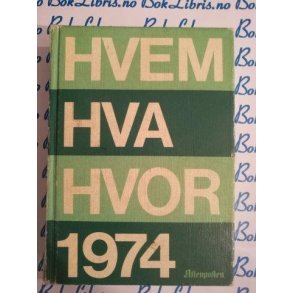 HVEM
HVA
HVOR
1974
Aftenposten
BokLibris.no